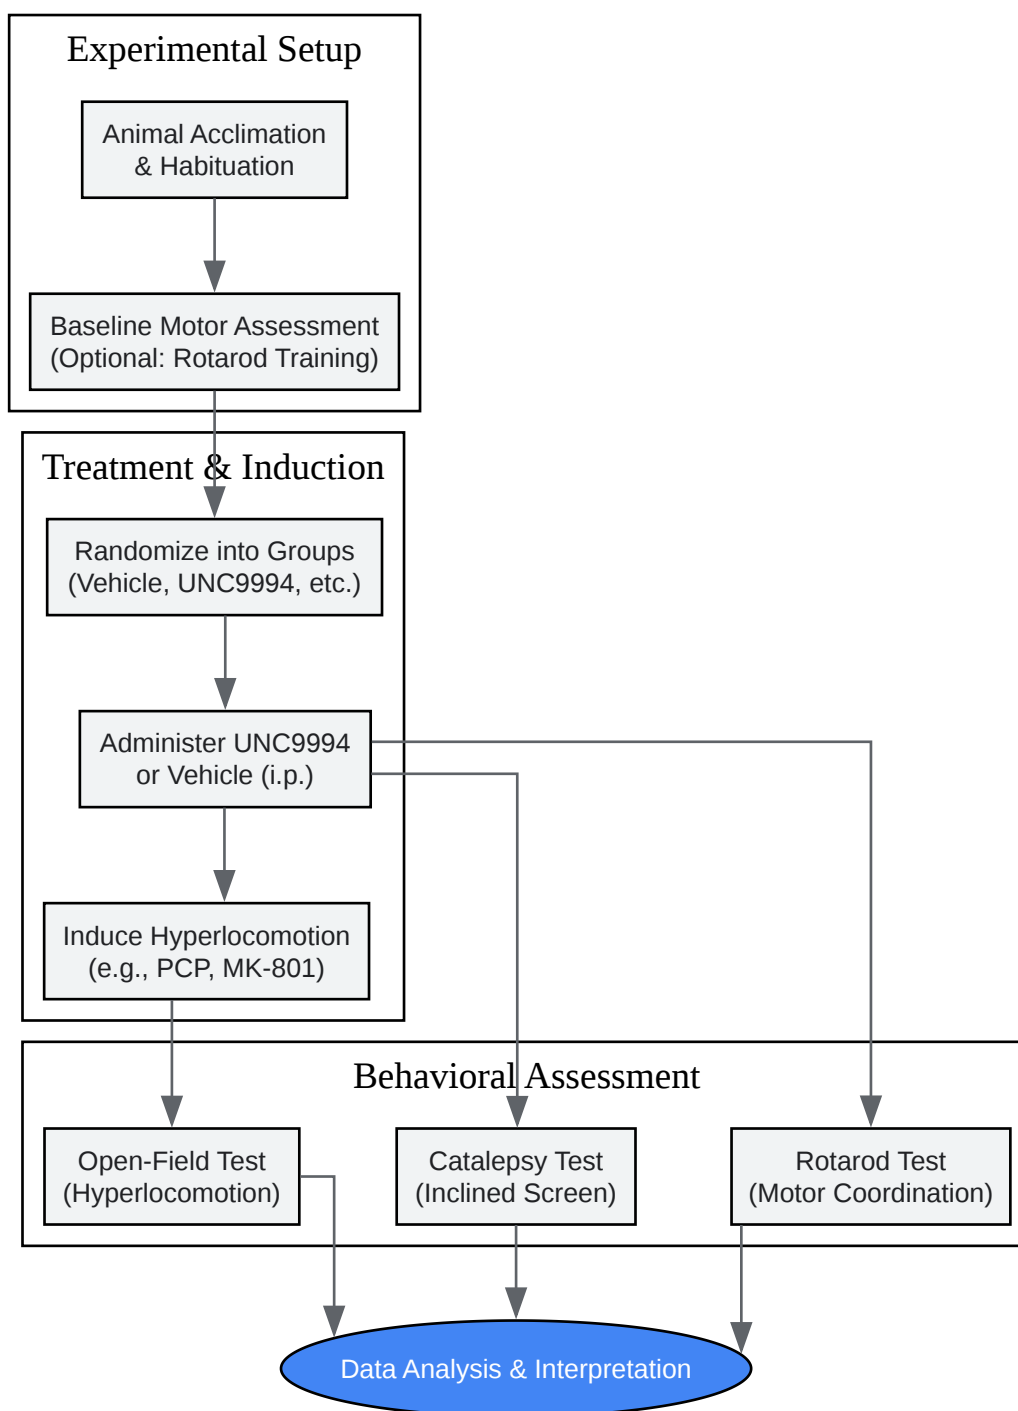 Experimental Setup
Animal Acclimation
& Habituation
Baseline Motor Assessment
(Optional: Rotarod Training)
Treatment & Induction
Randomize into Groups
(Vehicle, UNC9994, etc.)
Administer UNC9994
or Vehicle (i.p.)
Induce Hyperlocomotion
(e.g., PCP, MK-801)
Behavioral Assessment
Open-Field Test
(Hyperlocomotion)
Catalepsy Test
(Inclined Screen)
Rotarod Test
(Motor Coordination)
Data Analysis & Interpretation